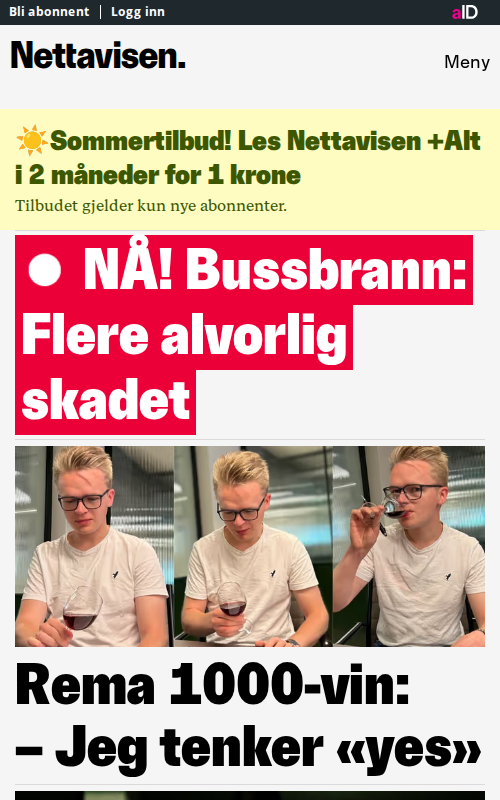 Bli abonnent | Logg inn
aID
Nettavisen.
Meny
☀️Sommertilbud! Les Nettavisen +Alt
i 2 måneder for 1 krone
Tilbudet gjelder kun nye abonnenter.
NÅ! Bussbrann:
Flere alvorlig
skadet
Rema 1000-vin:
– Jeg tenker «yes»